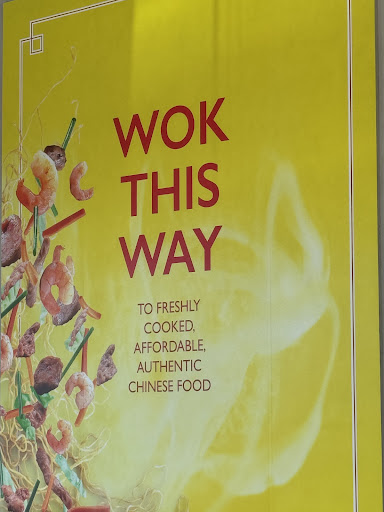 WOK
THIS
WAY
TO FRESHLY
COOKED,
AFFORDABLE,
AUTHENTIC
CHINESE FOOD